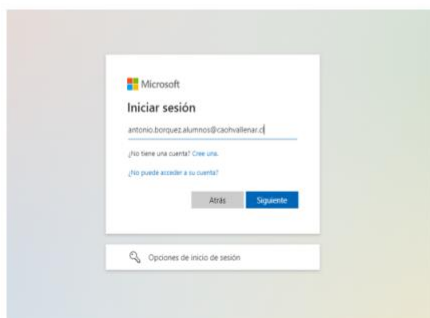 Microsoft
Iniciar sesión
antonio.borquez.alumnos@caohvallenar.cl
¿No tiene una cuenta? Cree una.
¿No puede acceder a su cuenta?
Atrás
Siguiente
Opciones de inicio de sesión